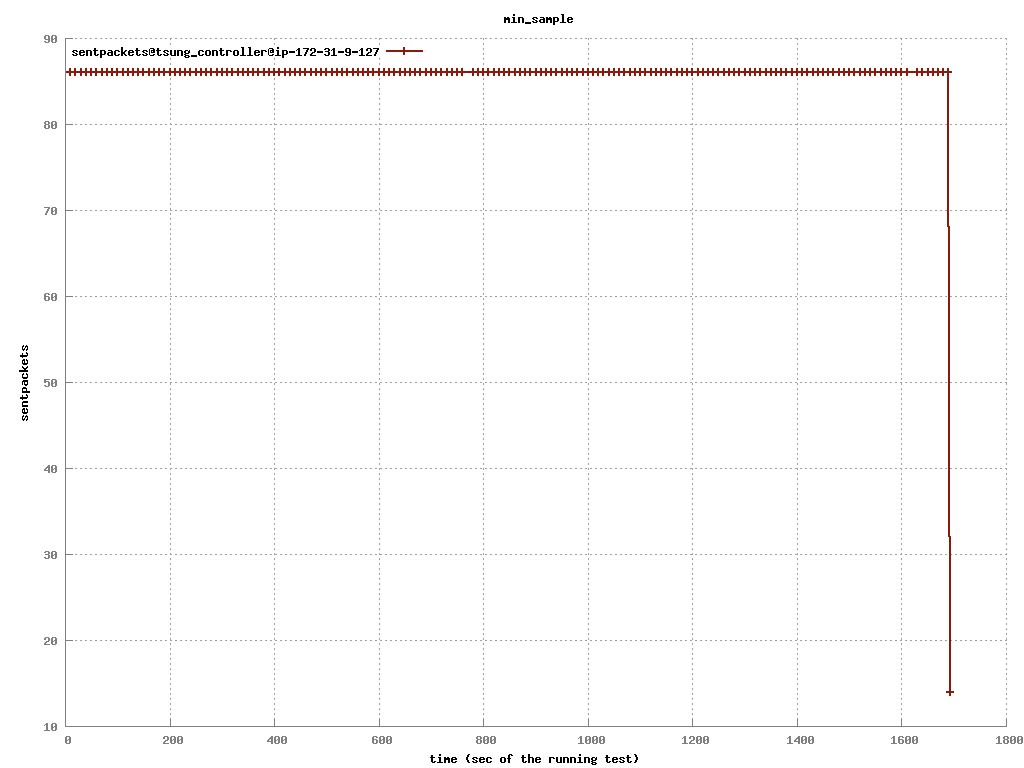 min_sample
90
sentpackets@tsung_controller@ip-172-31-9-127
80
70
60
50
40
30
20
10
sentpackets
0 200 400 600 800 1000 1200 1400 1600 1800
time (sec of the running test)